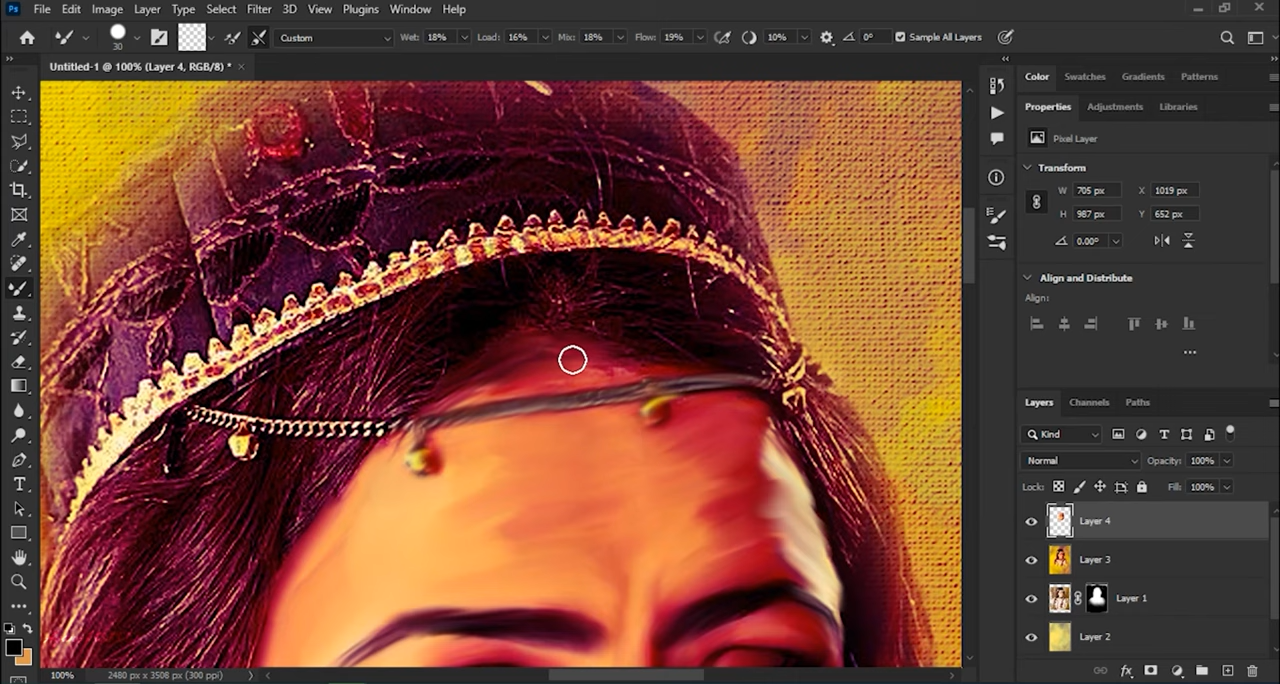 Ps File Edit Image Layer Type Select Filter 3D View Plugins Window Help
30 Custom Wet: 18% Load: 16% Mix: 18% Flow: 19% 10% 0° Sample All Layers
Untitled-1 @ 100% (Layer 4, RGB/8) * ×
Color Swatches Gradients Patterns
Properties Adjustments Libraries
Pixel Layer
Transform
W 705 px X 1019 px
H 987 px Y 652 px
0.00°
Align and Distribute
Align:
Layers Channels Paths
Kind
Normal Opacity: 100%
Lock: Fill: 100%
Layer 4
Layer 3
Layer 1
Layer 2
100% 2480 px x 3508 px (300 ppi)
fx